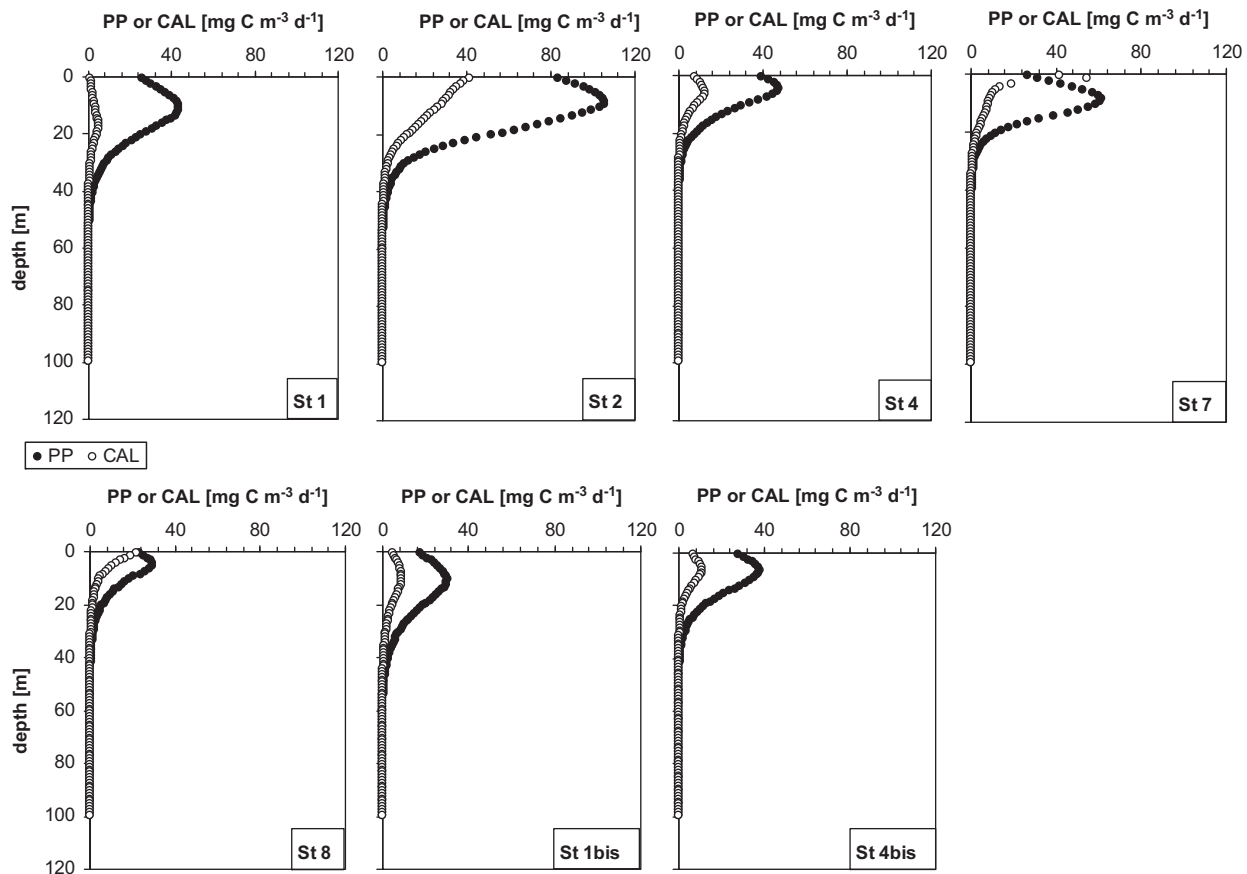 PP or CAL [mg C m-3 d-1] PP or CAL [mg C m-3 d-1] PP or CAL [mg C m-3 d-1] PP or CAL [mg C m-3 d-1]
0 40 80 120 0 40 80 120 0 40 80 120 0 40 80 120
0
20
40
60
80
100
120
depth [m]
St 1 St 2 St 4 St 7
PP CAL
PP or CAL [mg C m-3 d-1] PP or CAL [mg C m-3 d-1] PP or CAL [mg C m-3 d-1]
0 40 80 120 0 40 80 120 0 40 80 120
0
20
40
60
80
100
120
depth [m]
St 8 St 1bis St 4bis